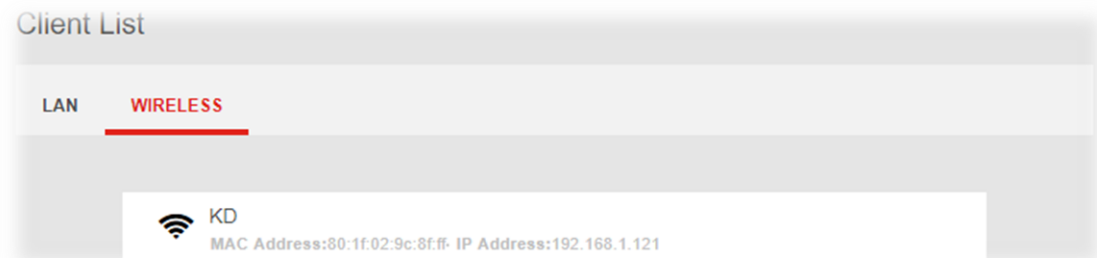 Client List
LAN WIRELESS
KD
MAC Address:80:1f:02:9c:8f:ff- IP Address:192.168.1.121